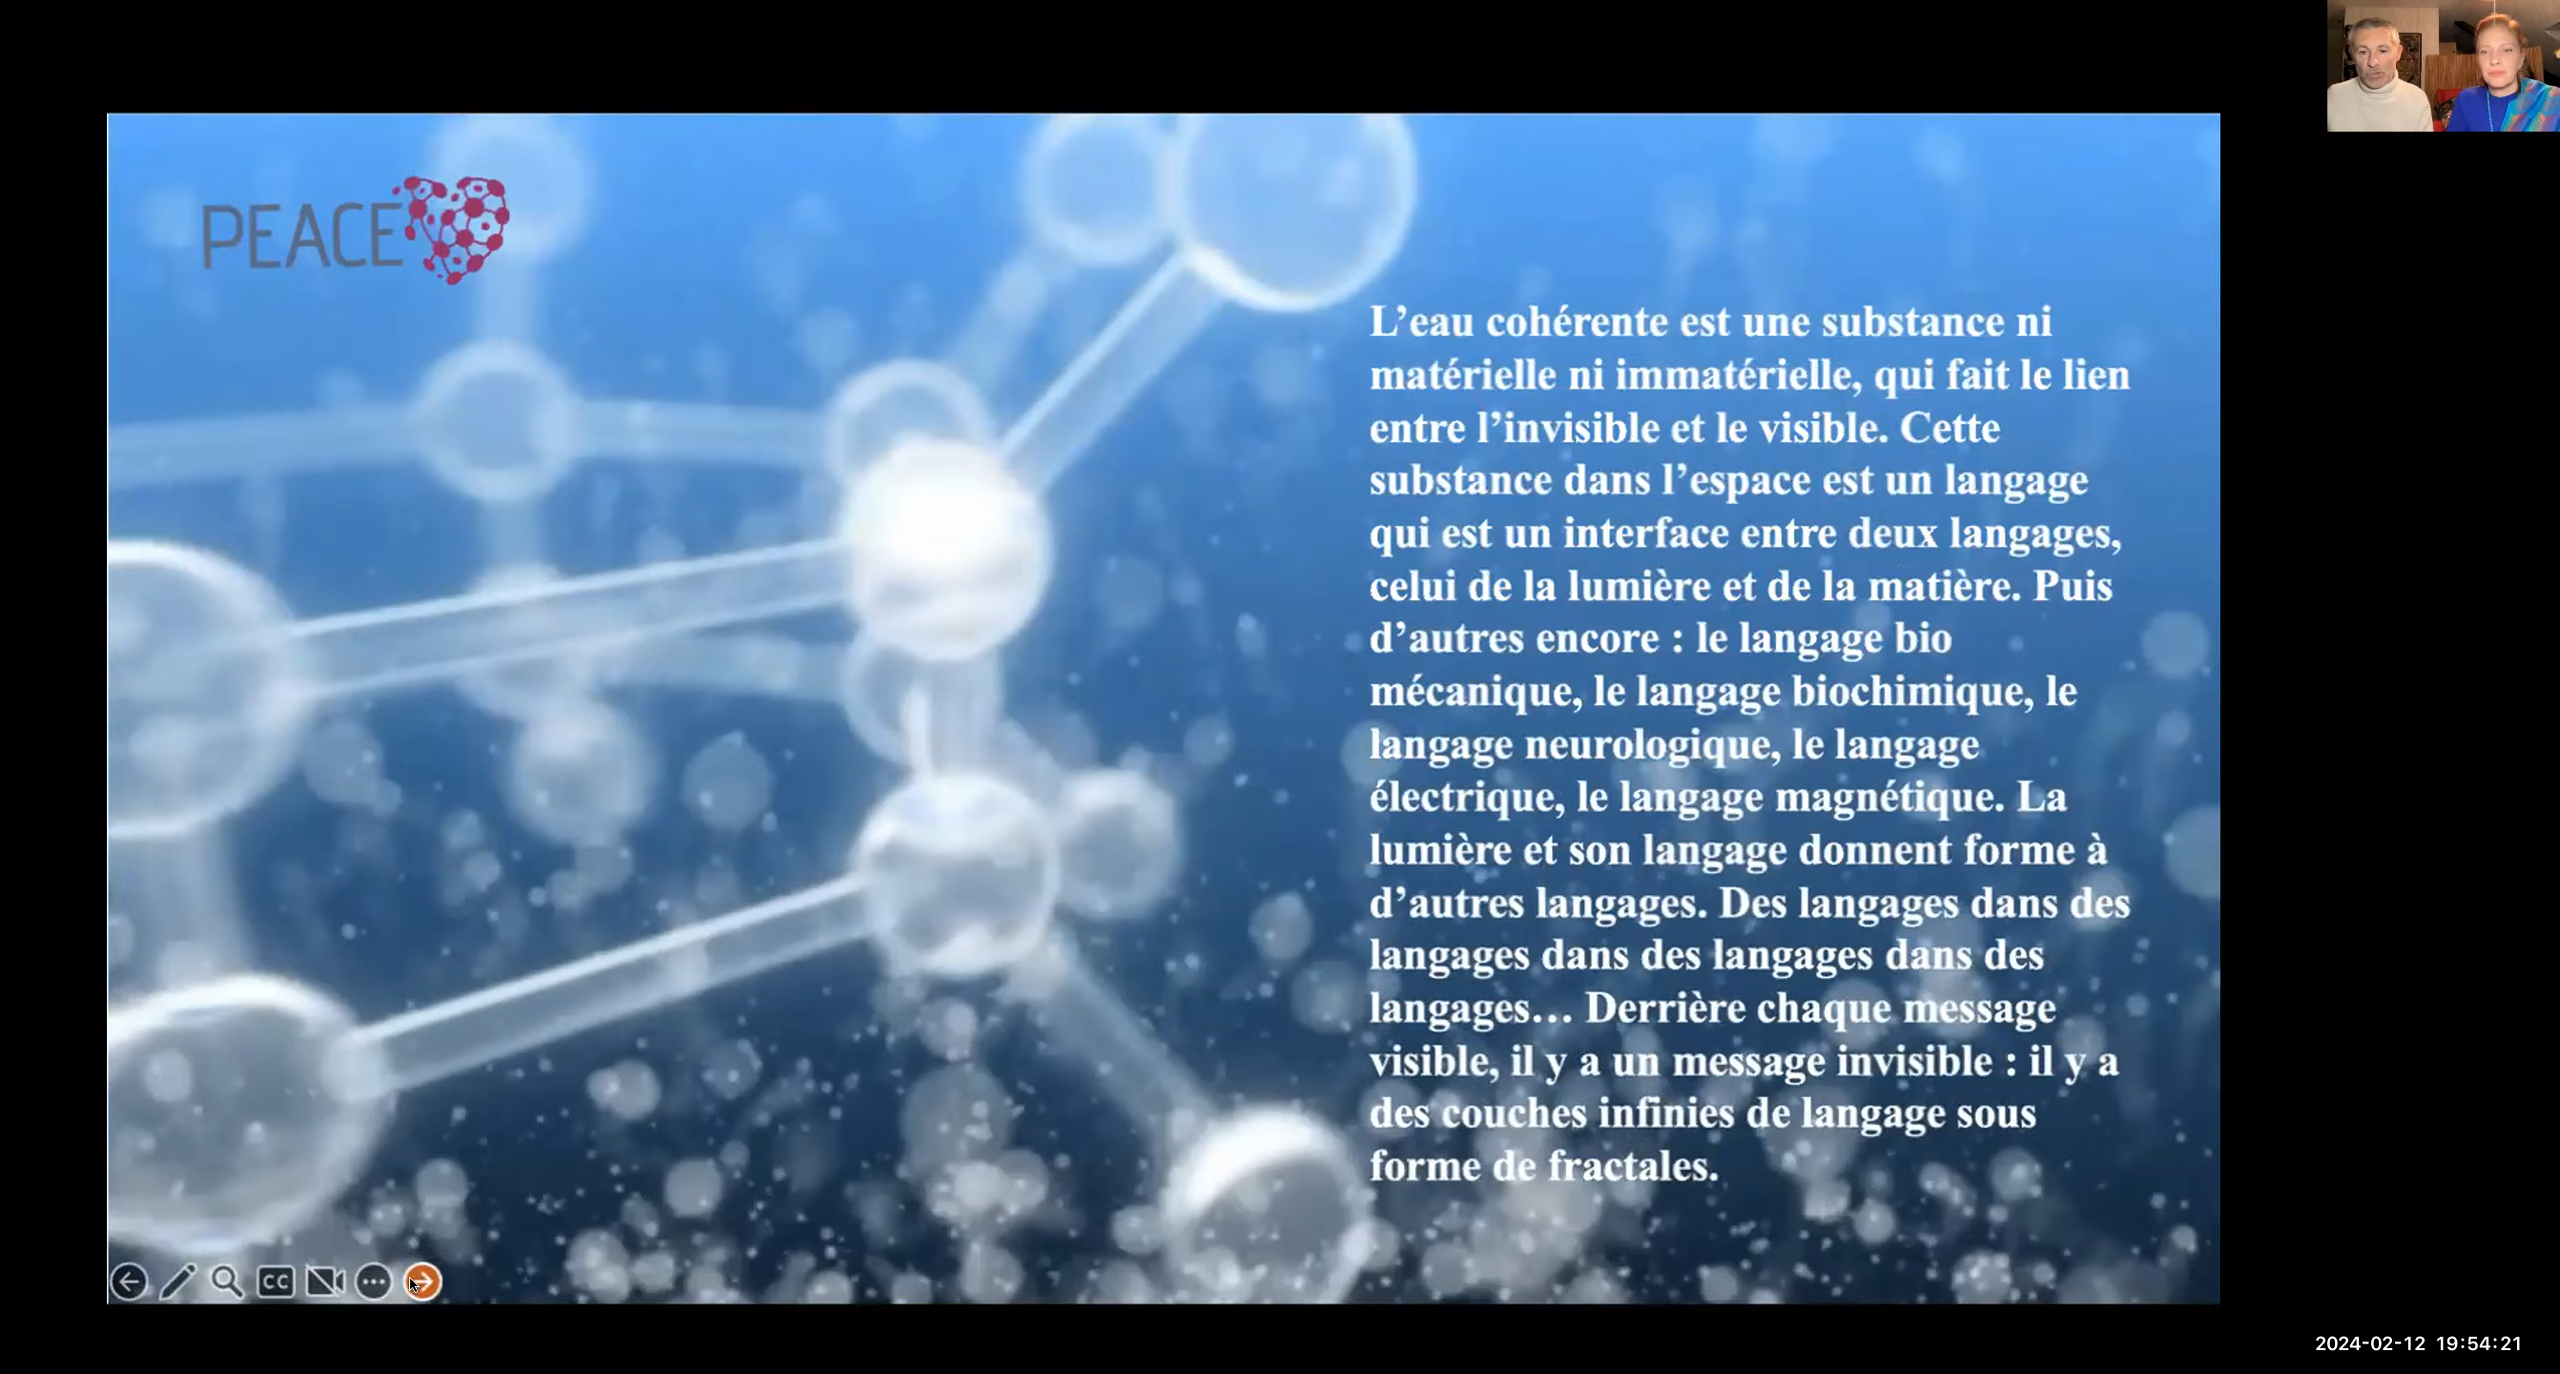 PEACE
L’eau cohérente est une substance ni
matérielle ni immatérielle, qui fait le lien
entre l’invisible et le visible. Cette
substance dans l’espace est un langage
qui est un interface entre deux langages,
celui de la lumière et de la matière. Puis
d’autres encore : le langage bio
mécanique, le langage biochimique, le
langage neurologique, le langage
électrique, le langage magnétique. La
lumière et son langage donnent forme à
d’autres langages. Des langages dans des
langages dans des langages dans des
langages… Derrière chaque message
visible, il y a un message invisible : il y a
des couches infinies de langage sous
forme de fractales.
CC
2024-02-12 19:54:21